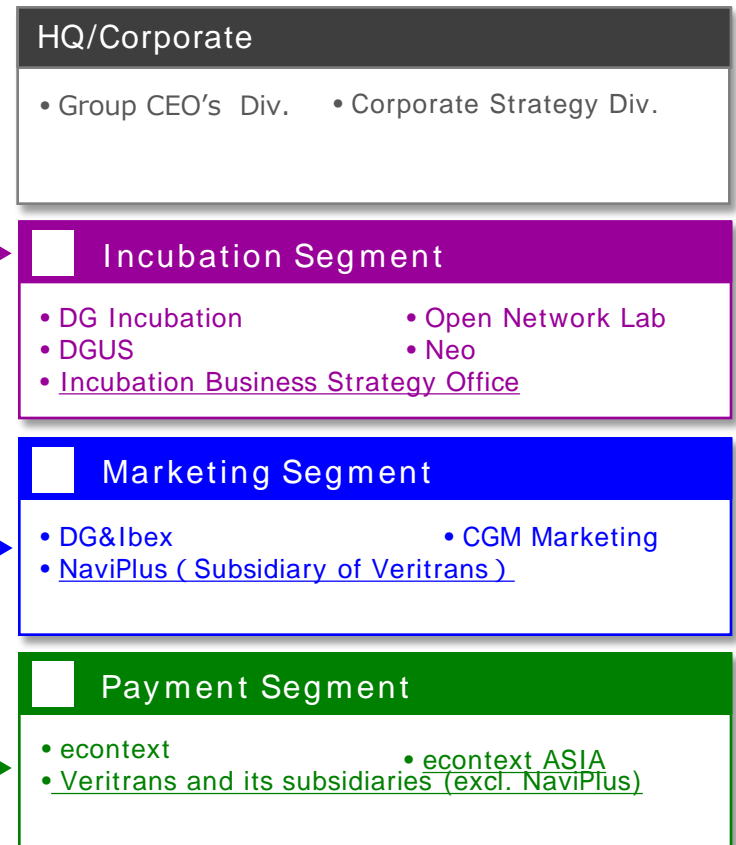 HQ/Corporate
• Group CEO’s Div. • Corporate Strategy Div.
Incubation Segment
• DG Incubation • Open Network Lab
• DGUS • Neo
• Incubation Business Strategy Office
Marketing Segment
• DG&Ibex • CGM Marketing
• NaviPlus ( Subsidiary of Veritrans )
Payment Segment
• econtext • econtext ASIA
• Veritrans and its subsidiaries (excl. NaviPlus)